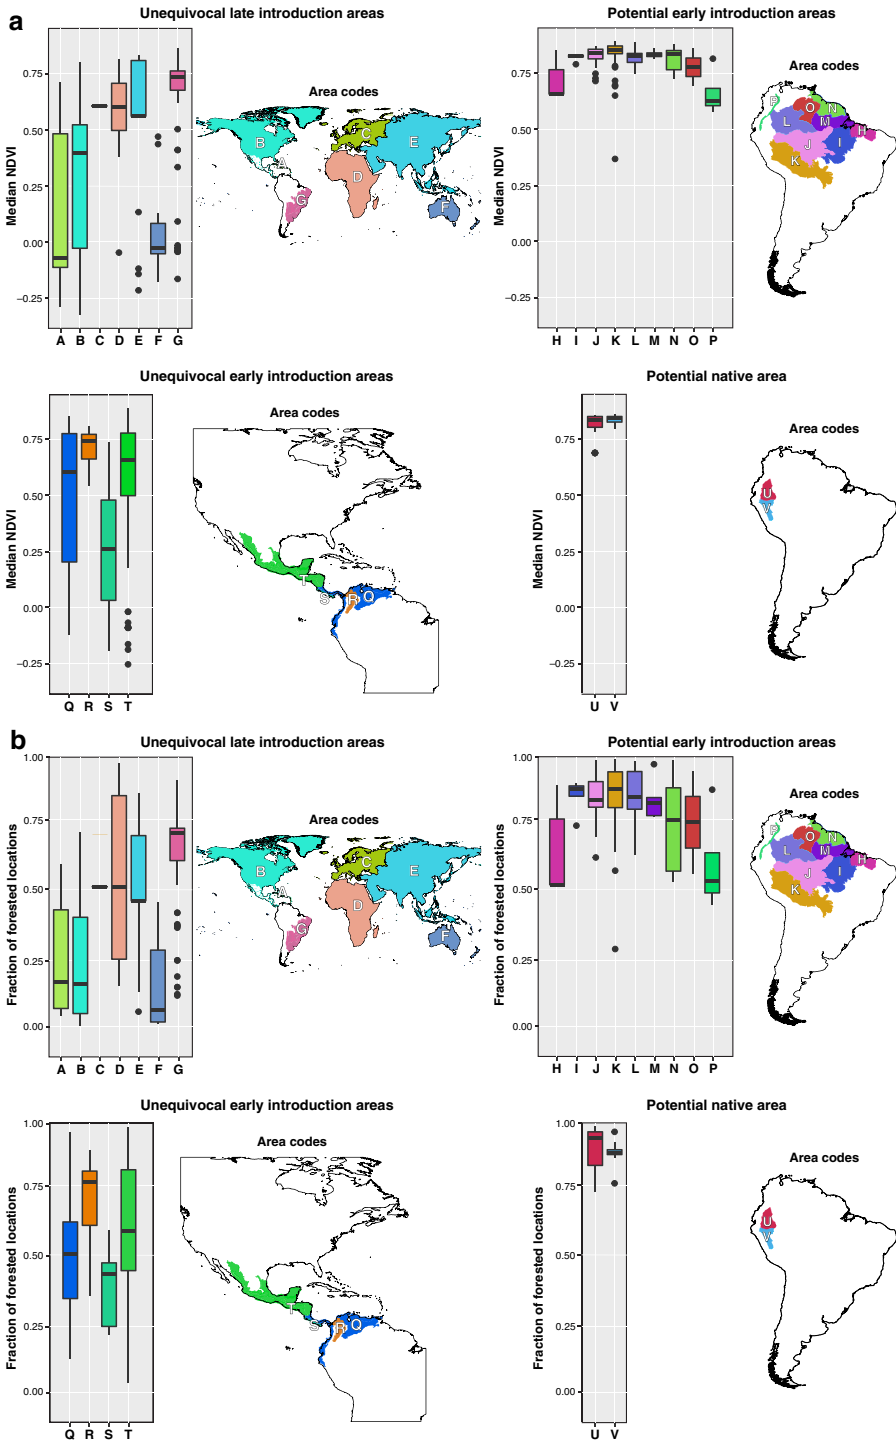 a
Unequivocal late introduction areas
Median NDVI
0.75
0.50
0.25
0.00
−0.25
A B C D E F G
Area codes
B
A
C
E
D
G
F
Potential early introduction areas
Median NDVI
0.75
0.50
0.25
0.00
−0.25
H I J K L M N O P
Area codes
P
O
N
L
M
H
J
I
K
Unequivocal early introduction areas
Median NDVI
0.75
0.50
0.25
0.00
−0.25
Q R S T
Area codes
T
S
R
Q
Potential native area
Median NDVI
0.75
0.50
0.25
0.00
−0.25
U V
Area codes
U
V
b
Unequivocal late introduction areas
Fraction of forested locations
1.00
0.75
0.50
0.25
0.00
A B C D E F G
Area codes
B
A
C
E
D
G
F
Potential early introduction areas
Fraction of forested locations
1.00
0.75
0.50
0.25
0.00
H I J K L M N O P
Area codes
P
O
N
L
M
H
J
I
K
Unequivocal early introduction areas
Fraction of forested locations
1.00
0.75
0.50
0.25
0.00
Q R S T
Area codes
T
S
R
Q
Potential native area
Fraction of forested locations
1.00
0.75
0.50
0.25
0.00
U V
Area codes
U
V